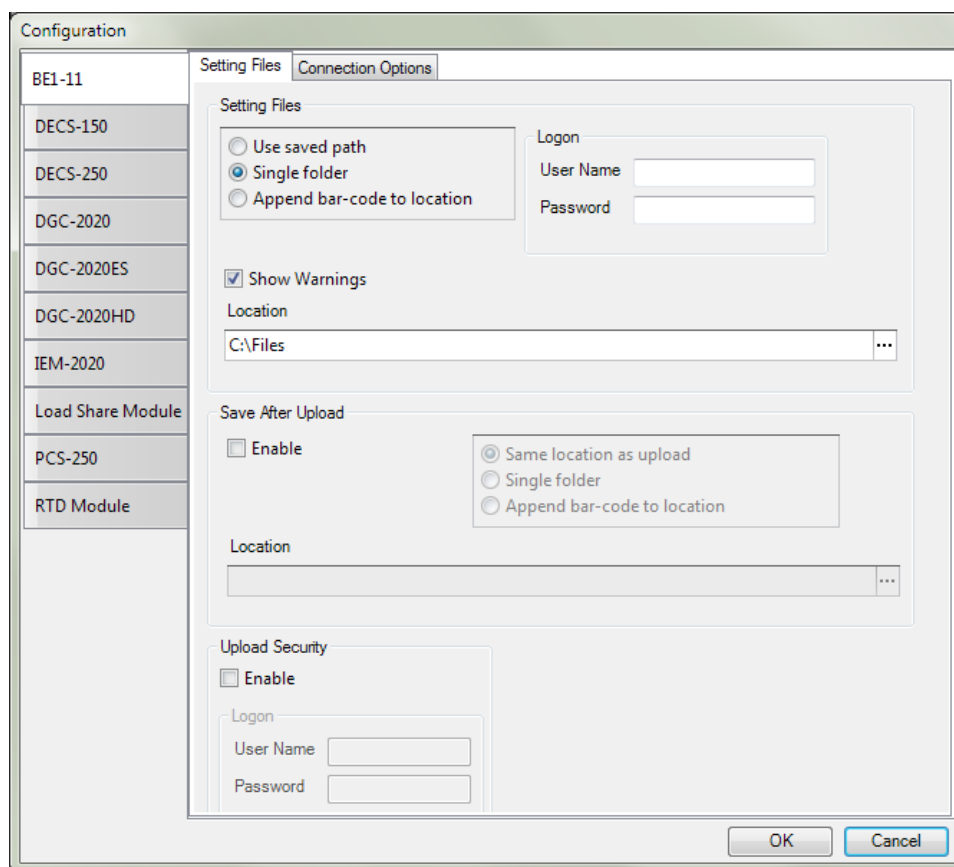 Configuration
BE1-11
DECS-150
DECS-250
DGC-2020
DGC-2020ES
DGC-2020HD
IEM-2020
Load Share Module
PCS-250
RTD Module
Setting Files
Connection Options
Setting Files
Use saved path
Single folder
Append bar-code to location
Logon
User Name
Password
Show Warnings
Location
C:\Files
...
Save After Upload
Enable
Same location as upload
Single folder
Append bar-code to location
Location
...
Upload Security
Enable
Logon
User Name
Password
OK
Cancel